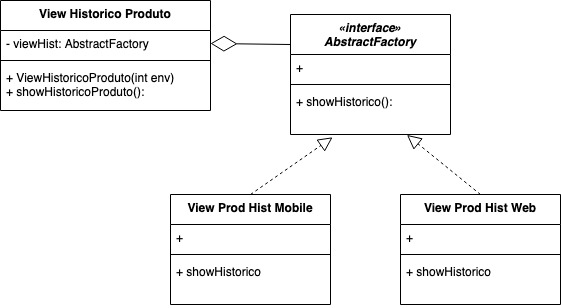 View Historico Produto
- viewHist: AbstractFactory
+ ViewHistoricoProduto(int env)
+ showHistoricoProduto():
«interface»
AbstractFactory
+
+ showHistorico():
View Prod Hist Mobile
+
+ showHistorico
View Prod Hist Web
+
+ showHistorico